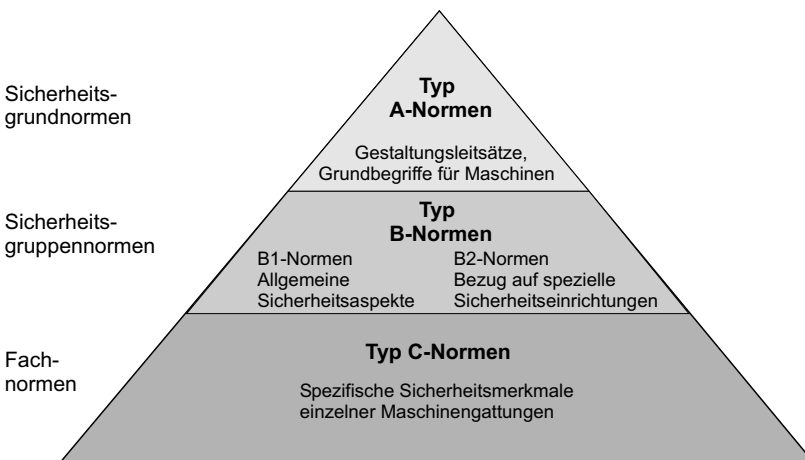 Sicherheits-
grundnormen
Typ
A-Normen
Gestaltungsleitsätze,
Grundbegriffe für Maschinen
Sicherheits-
gruppennormen
Typ
B-Normen
B1-Normen
Allgemeine
Sicherheitsaspekte
B2-Normen
Bezug auf spezielle
Sicherheitseinrichtungen
Fach-
normen
Typ C-Normen
Spezifische Sicherheitsmerkmale
einzelner Maschinengattungen